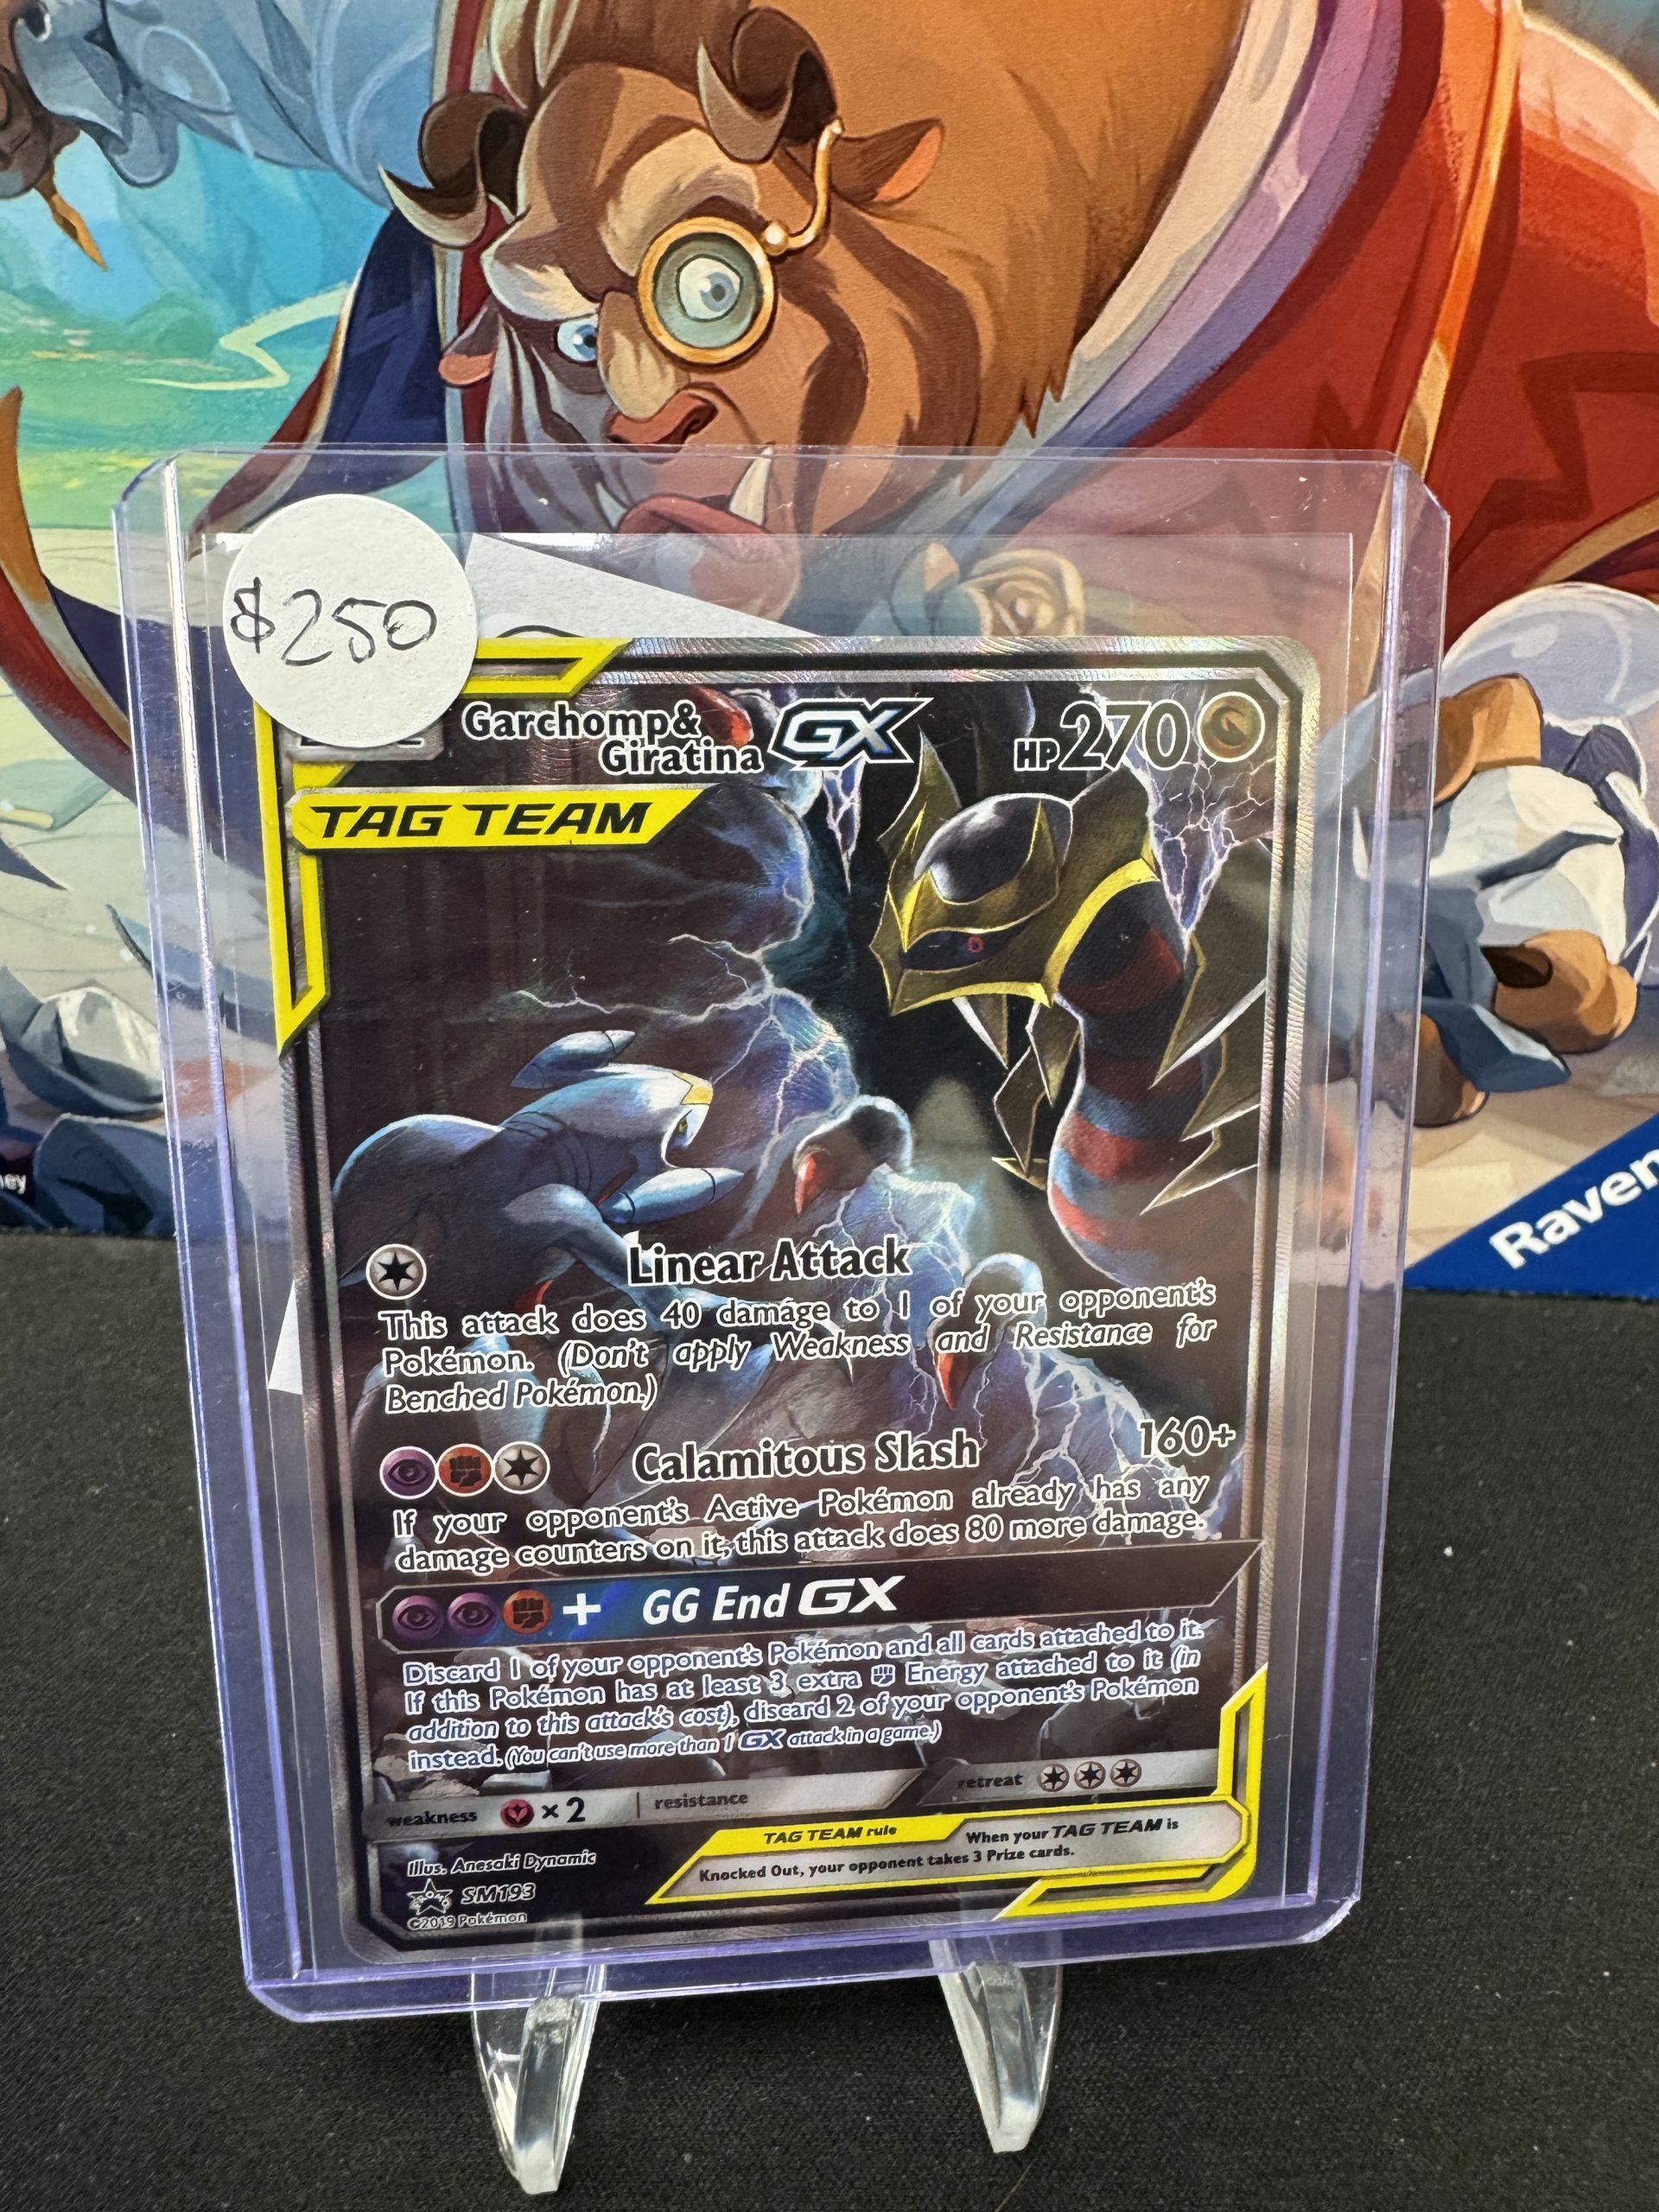 $250
Garchomp&
Giratina GX HP 270
TAG TEAM
Linear Attack
This attack does 40 damage to 1 of your opponent's
Pokémon. (Don't apply Weakness and Resistance for
Benched Pokémon.)
Calamitous Slash 160+
If your opponent's Active Pokémon already has any
damage counters on it, this attack does 80 more damage.
+ GG End GX
Discard 1 of your opponent's Pokémon and all cards attached to it.
If this Pokémon has at least 3 extra Energy attached to it (in
addition to this attack's cost), discard 2 of your opponent's Pokémon
instead. (You can't use more than 1 GX attack in a game.)
weakness ×2 resistance retreat
TAG TEAM rule When your TAG TEAM is
Knocked Out, your opponent takes 3 Prize cards.
Illus. Anesaki Dynamic
SM193
©2019 Pokémon
Raven
ey